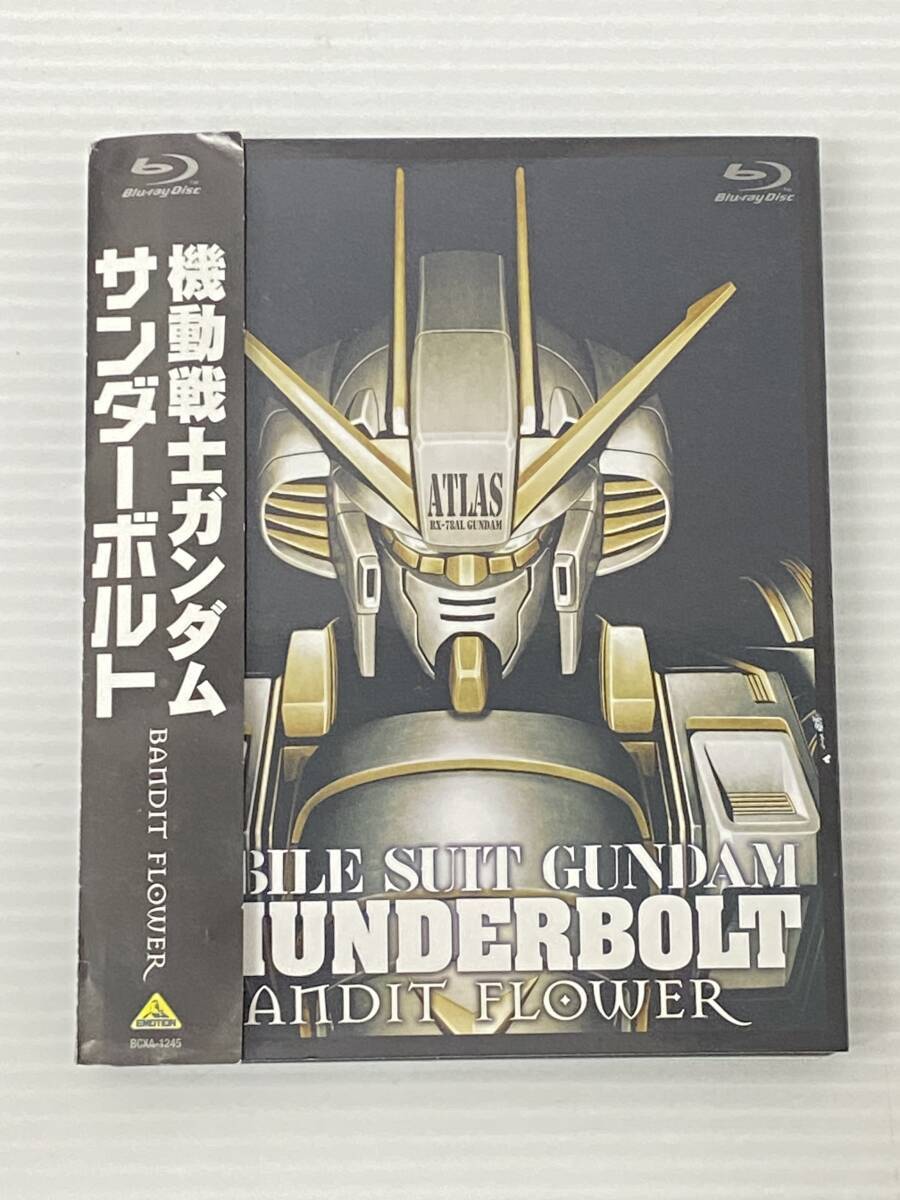 Blu-ray Disc
機動戦士ガンダム
サンダーボルト
BANDIT FLOWER
EMOTION
BCXA-1245
Blu-ray Disc
ATLAS
RX-78AL GUNDAM
BILE SUIT GUNDAM
HUNDERBOLT
ANDIT FLOWER